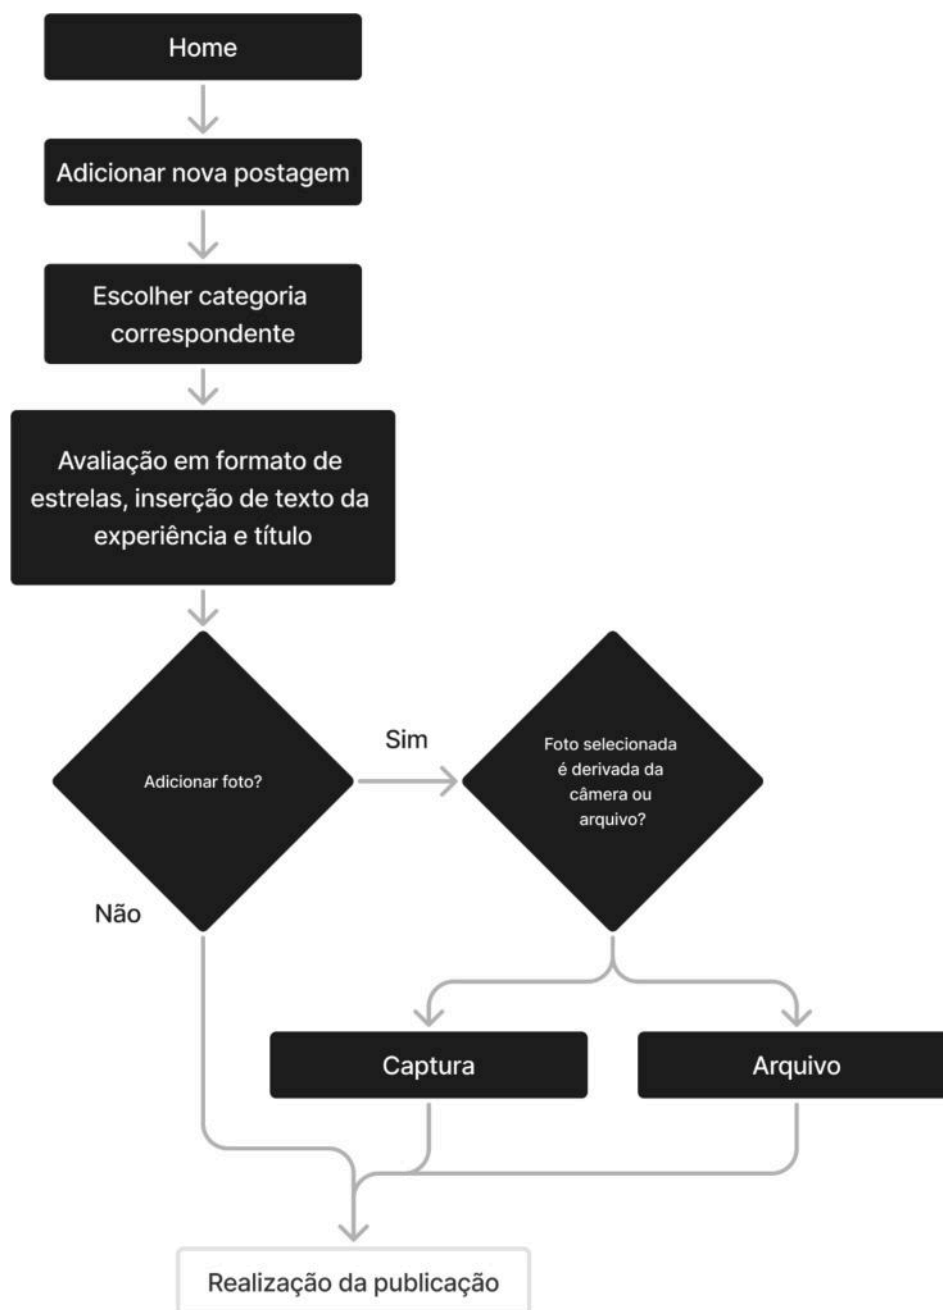 Home
Adicionar nova postagem
Escolher categoria
correspondente
Avaliação em formato de
estrelas, inserção de texto da
experiência e título
Adicionar foto?
Sim
Foto selecionada
é derivada da
câmera ou
arquivo?
Não
Captura
Arquivo
Realização da publicação